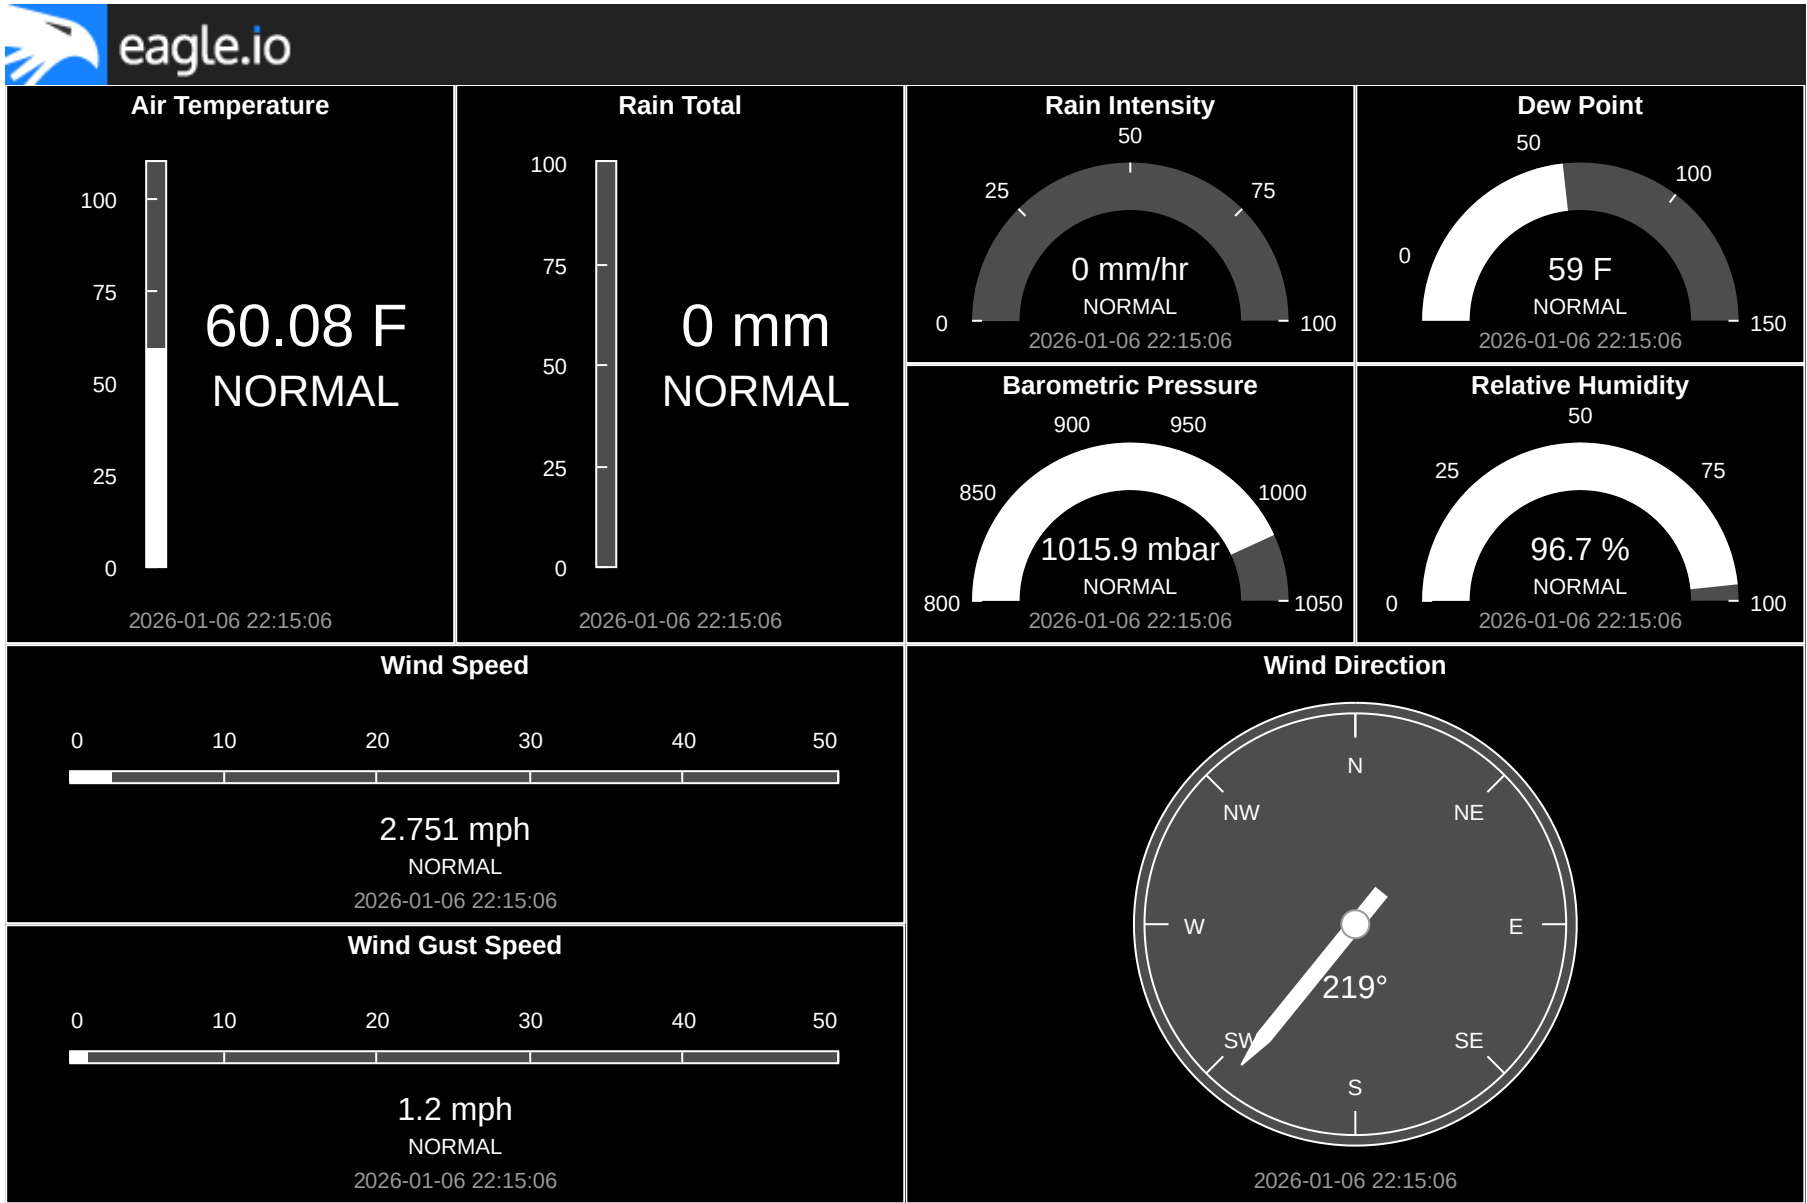 eagle.io
Air Temperature
100
75
50
25
0
60.08 F
NORMAL
2026-01-06 22:15:06
Rain Total
100
75
50
25
0
0 mm
NORMAL
2026-01-06 22:15:06
Rain Intensity
50
25
75
0
100
0 mm/hr
NORMAL
2026-01-06 22:15:06
Dew Point
50
100
0
150
59 F
NORMAL
2026-01-06 22:15:06
Barometric Pressure
900
950
850
1000
800
1050
1015.9 mbar
NORMAL
2026-01-06 22:15:06
Relative Humidity
50
25
75
0
100
96.7 %
NORMAL
2026-01-06 22:15:06
Wind Speed
0 10 20 30 40 50
2.751 mph
NORMAL
2026-01-06 22:15:06
Wind Gust Speed
0 10 20 30 40 50
1.2 mph
NORMAL
2026-01-06 22:15:06
Wind Direction
N
NW
NE
W
E
219°
SW
SE
S
2026-01-06 22:15:06